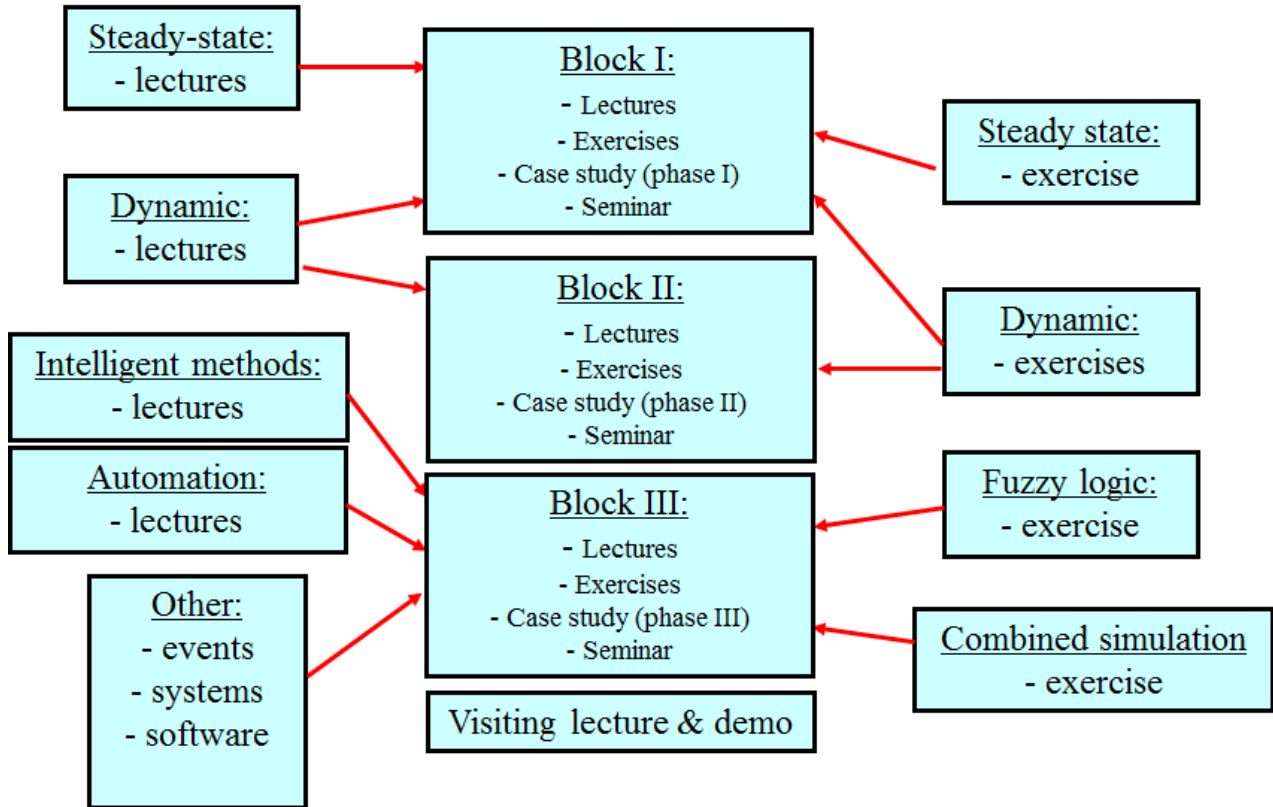 Steady-state:
- lectures
Dynamic:
- lectures
Intelligent methods:
- lectures
Automation:
- lectures
Other:
- events
- systems
- software
Block I:
- Lectures
- Exercises
- Case study (phase I)
- Seminar
Block II:
- Lectures
- Exercises
- Case study (phase II)
- Seminar
Block III:
- Lectures
- Exercises
- Case study (phase III)
- Seminar
Visiting lecture & demo
Steady state:
- exercise
Dynamic:
- exercises
Fuzzy logic:
- exercise
Combined simulation
- exercise